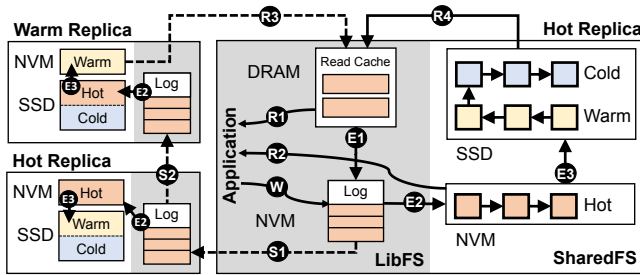 Warm Replica
NVM
SSD
Warm
Hot
Cold
E3
E2
Log
Hot Replica
NVM
SSD
Hot
Warm
Cold
E3
E2
Log
S2
S1
R3
R4
Hot Replica
DRAM
Read Cache
Application
R1
R2
W
E1
Log
NVM
E2
LibFS
Cold
Warm
SSD
E3
Hot
NVM
SharedFS